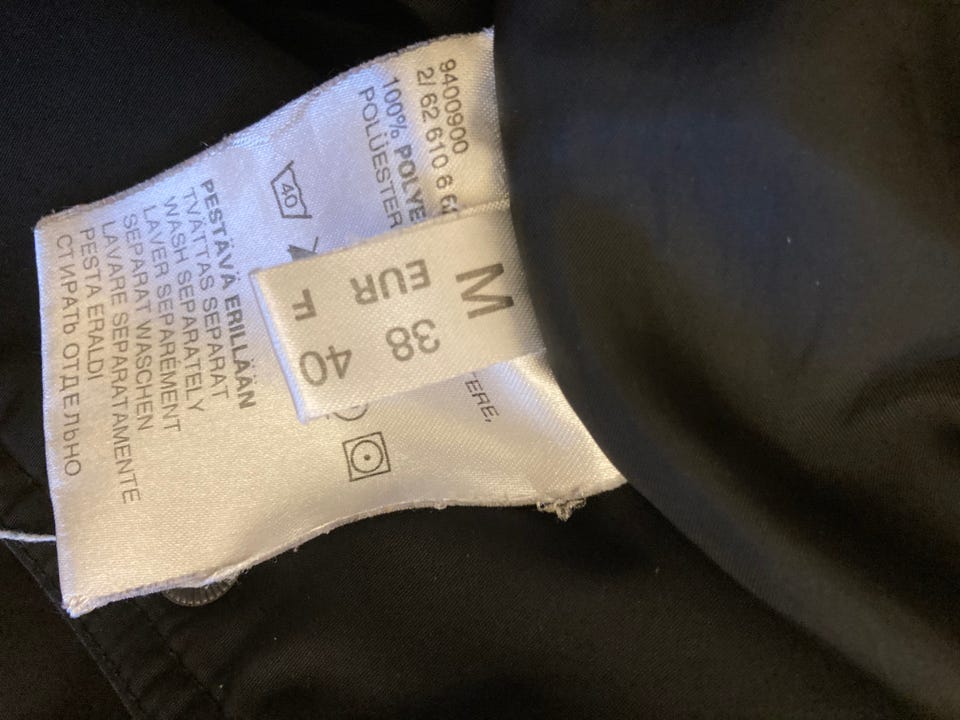 9400900
2/ 62 610 6
100% POLYE
POLÜESTER
TERE,
40
PESTÄVÄ ERILLÄÄN
TVÄTTAS SEPARAT
WASH SEPARATELY
LAVER SEPARÉMENT
SEPARAT WASCHEN
LAVARE SEPARATAMENTE
PESTA ERALDI
СТИРАТЬ ОТДЕЛЬНО
M
EUR 38
F 40